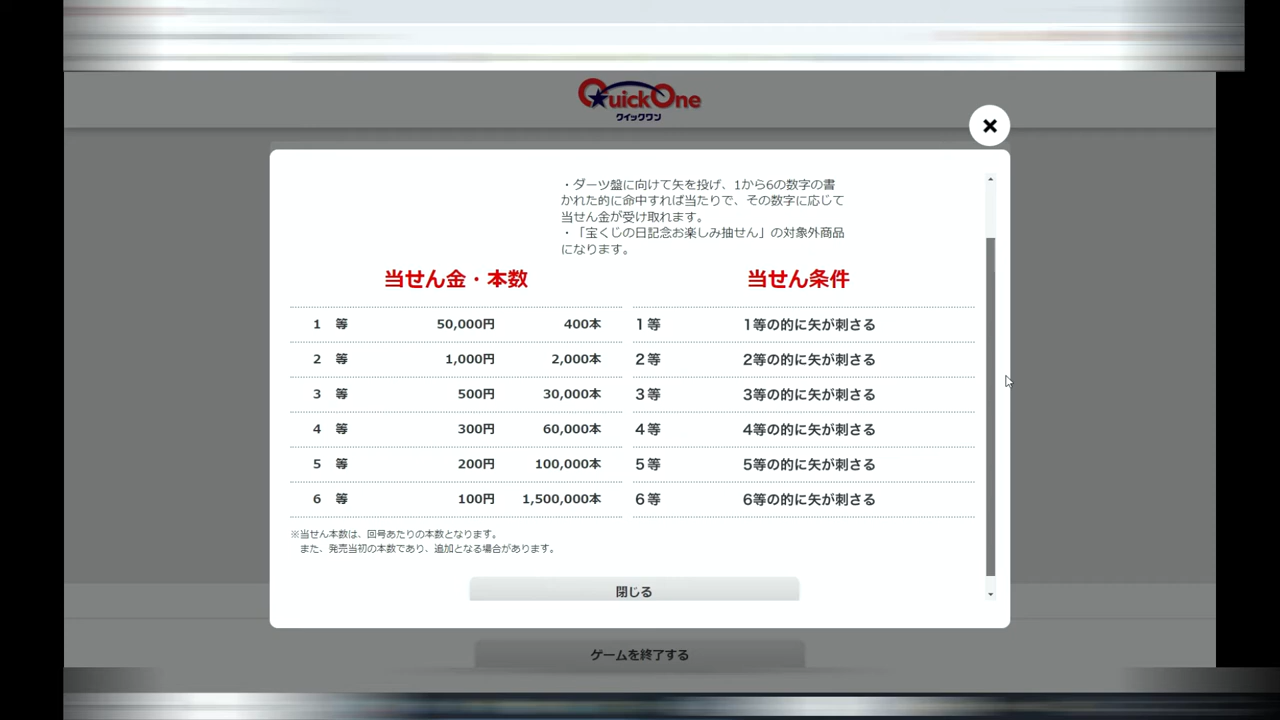 QuickOne
クイックワン
・ダーツ盤に向けて矢を投げ、1から6の数字の書
かれた的に命中すれば当たりで、その数字に応じて
当せん金が受け取れます。
・「宝くじの日記念お楽しみ抽せん」の対象外商品
になります。
当せん金・本数 当せん条件
1 等 50,000円 400本 1等 1等の的に矢が刺さる
2 等 1,000円 2,000本 2等 2等の的に矢が刺さる
3 等 500円 30,000本 3等 3等の的に矢が刺さる
4 等 300円 60,000本 4等 4等の的に矢が刺さる
5 等 200円 100,000本 5等 5等の的に矢が刺さる
6 等 100円 1,500,000本 6等 6等の的に矢が刺さる
※当せん本数は、回号あたりの本数となります。
また、発売当初の本数であり、追加となる場合があります。
閉じる
ゲームを終了する